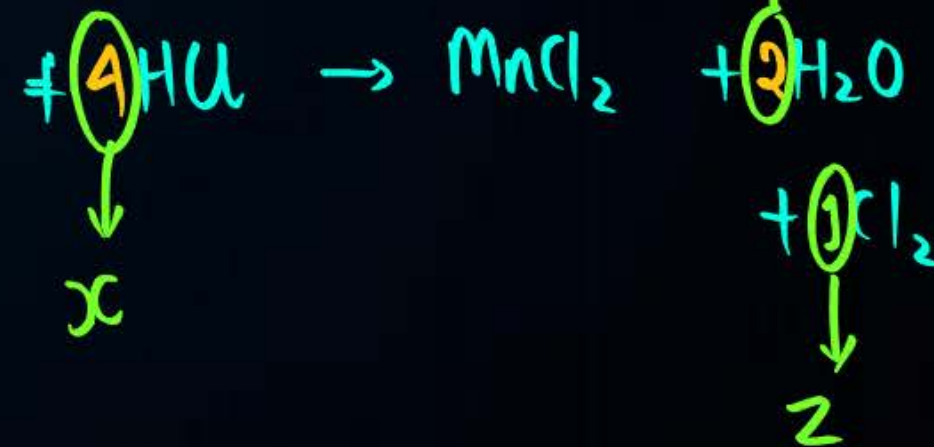 + 4HCl → MnCl₂ + 2H₂O
+ 1Cl₂
x
z